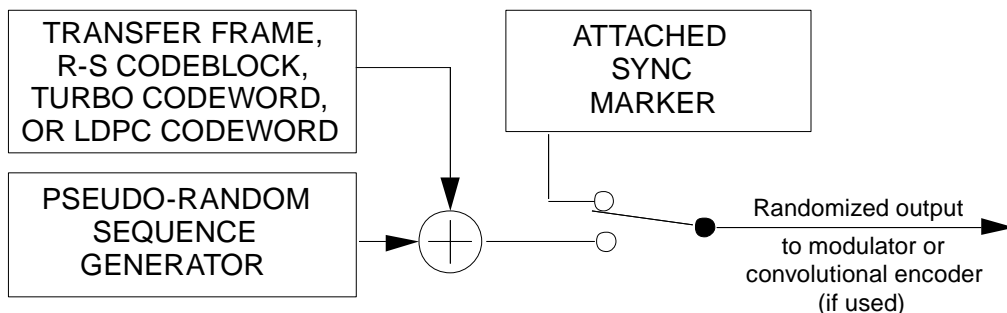 TRANSFER FRAME,
R-S CODEBLOCK,
TURBO CODEWORD,
OR LDPC CODEWORD
ATTACHED
SYNC
MARKER
PSEUDO-RANDOM
SEQUENCE
GENERATOR
Randomized output
to modulator or
convolutional encoder
(if used)